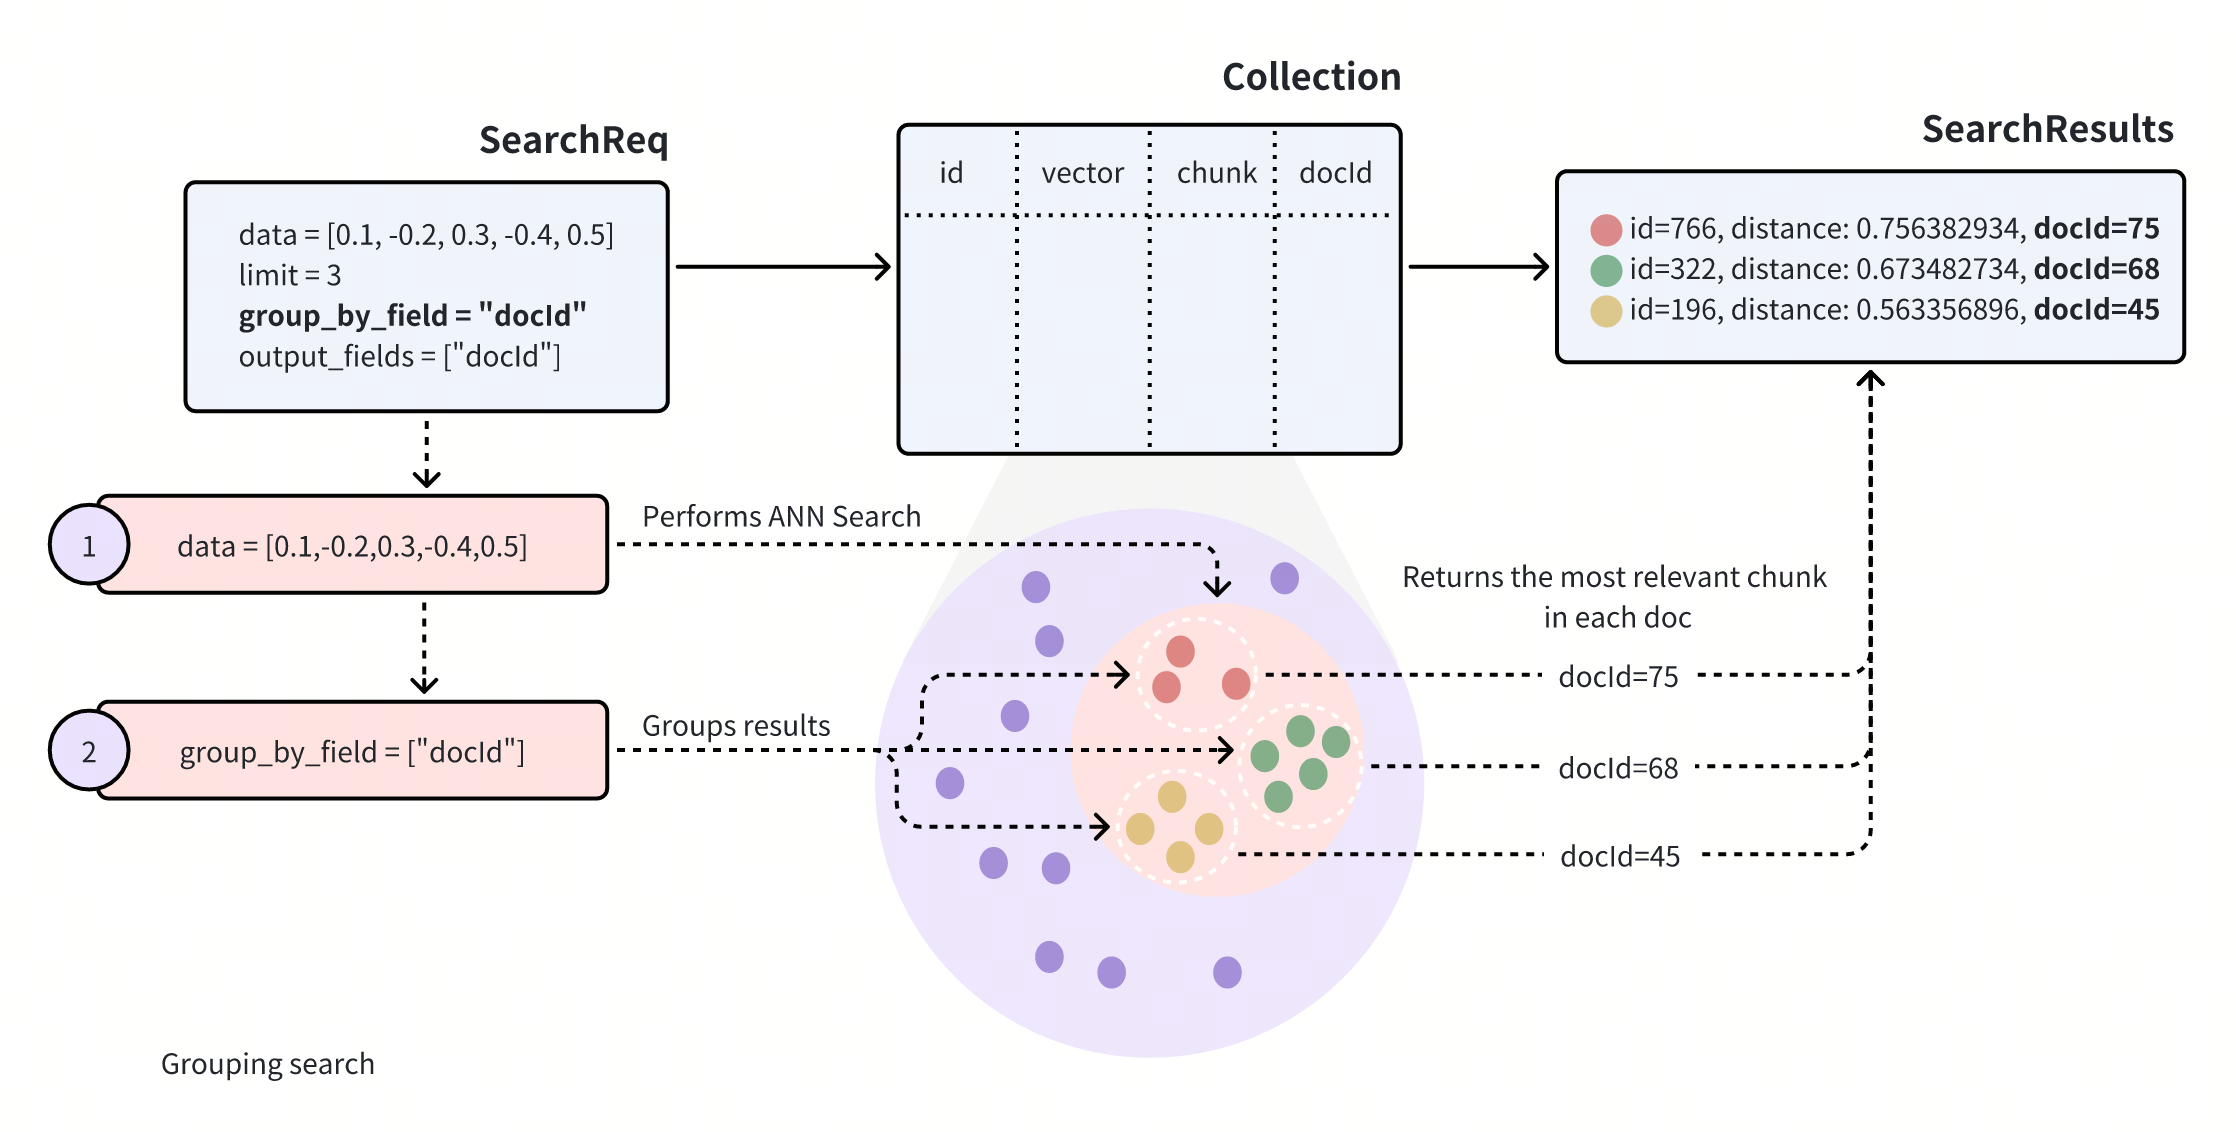 Collection
SearchReq
SearchResults
data = [0.1, -0.2, 0.3, -0.4, 0.5]
limit = 3
group_by_field = "docId"
output_fields = ["docId"]
id
vector
chunk
docId
id=766, distance: 0.756382934, docId=75
id=322, distance: 0.673482734, docId=68
id=196, distance: 0.563356896, docId=45
1
data = [0.1,-0.2,0.3,-0.4,0.5]
Performs ANN Search
Returns the most relevant chunk
in each doc
2
group_by_field = ["docId"]
Groups results
docId=75
docId=68
docId=45
Grouping search